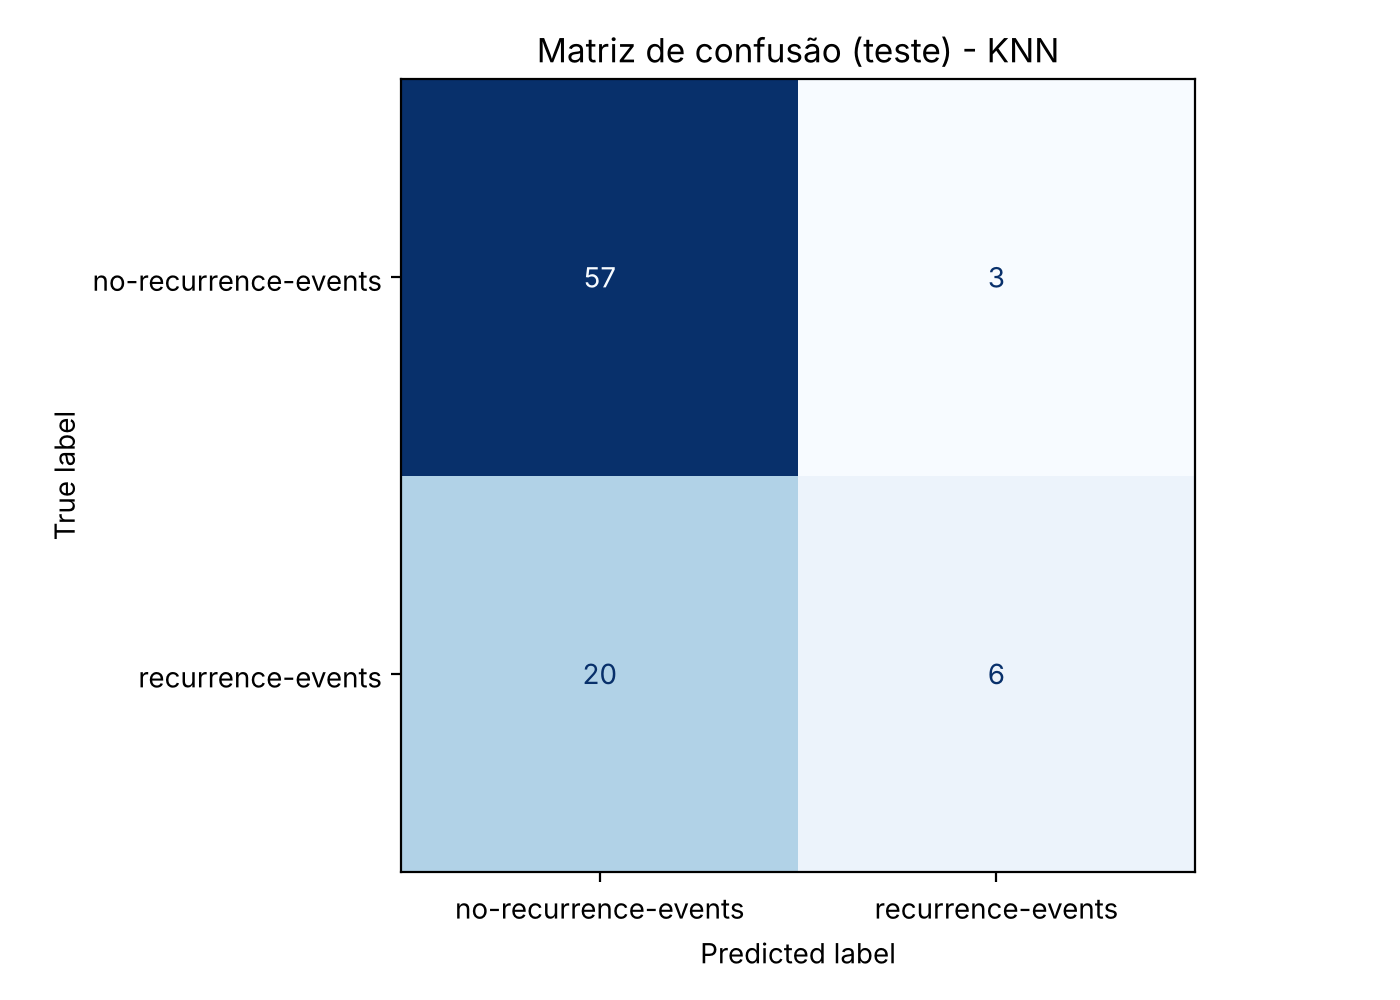 Matriz de confusão (teste) - KNN
no-recurrence-events
57
3
True label
recurrence-events
20
6
no-recurrence-events
recurrence-events
Predicted label